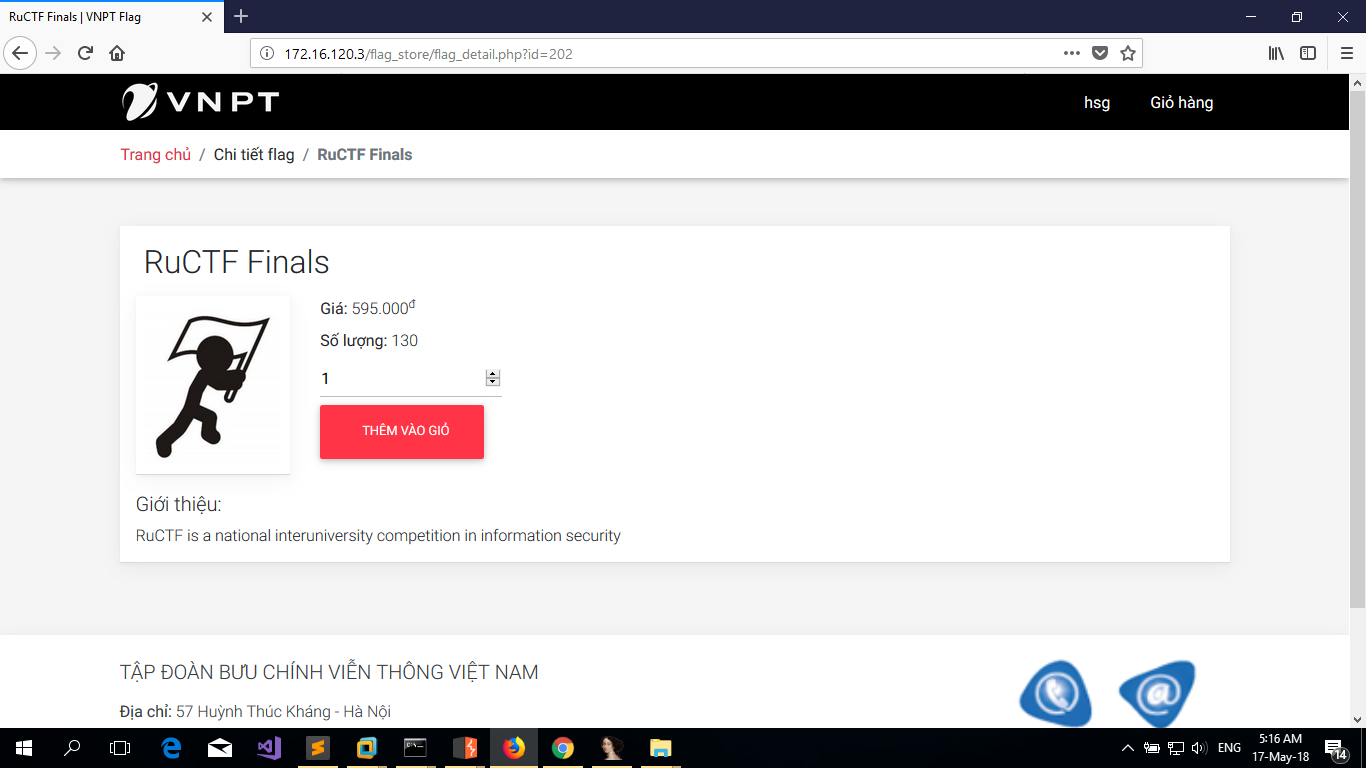 RuCTF Finals | VNPT Flag
172.16.120.3/flag_store/flag_detail.php?id=202
VNPT
hsg
Giỏ hàng
Trang chủ / Chi tiết flag / RuCTF Finals
RuCTF Finals
Giá: 595.000đ
Số lượng: 130
1
THÊM VÀO GIỎ
Giới thiệu:
RuCTF is a national interuniversity competition in information security
TẬP ĐOÀN BƯU CHÍNH VIỄN THÔNG VIỆT NAM
Địa chỉ: 57 Huỳnh Thúc Kháng - Hà Nội
ENG
5:16 AM
17-May-18
14